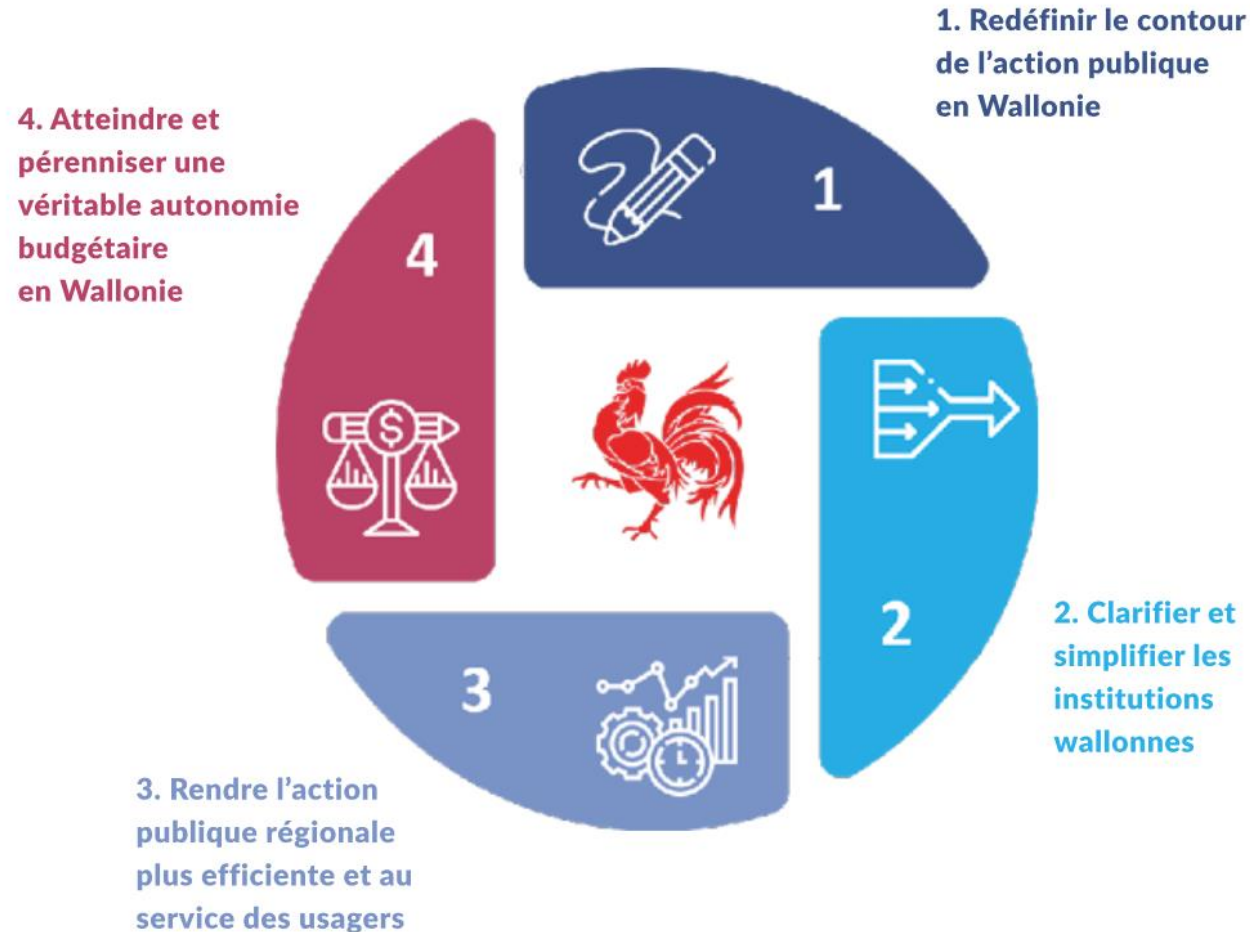 1. Redéfinir le contour
de l’action publique
en Wallonie
4. Atteindre et
pérenniser une
véritable autonomie
budgétaire
en Wallonie
1
4
$
2
2. Clarifier et
simplifier les
institutions
wallonnes
3
3. Rendre l’action
publique régionale
plus efficiente et au
service des usagers